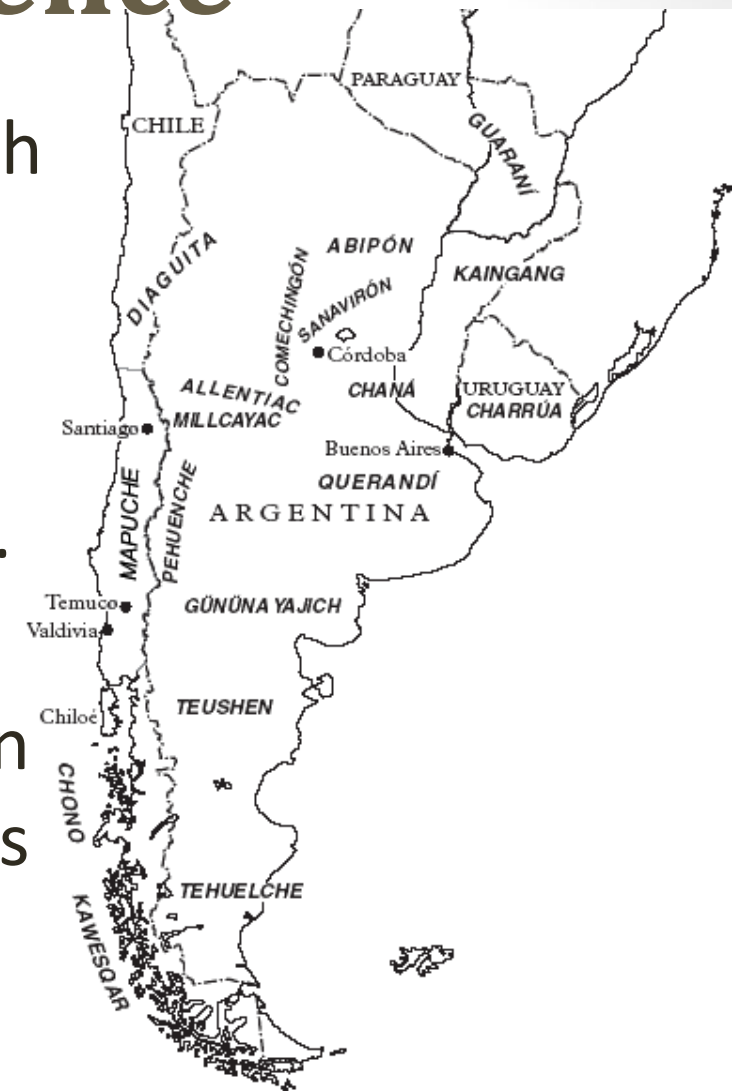 ence
h
.
n
s
PARAGUAY
CHILE
GUARANÍ
DIAGUITA
ABIPÓN
KAINGANG
COMECHINGÓN
SANAVIRÓN
Córdoba
ALLENTIAC
CHANÁ
URUGUAY
CHARRÚA
MILLCAYAC
Santiago
Buenos Aires
QUERANDÍ
MAPUCHE
PEHUENCHE
ARGENTINA
Temuco
GÜNÜNA YAJICH
Valdivia
TEUSHEN
Chiloé
CHONO
TEHUELCHE
KAWESQAR